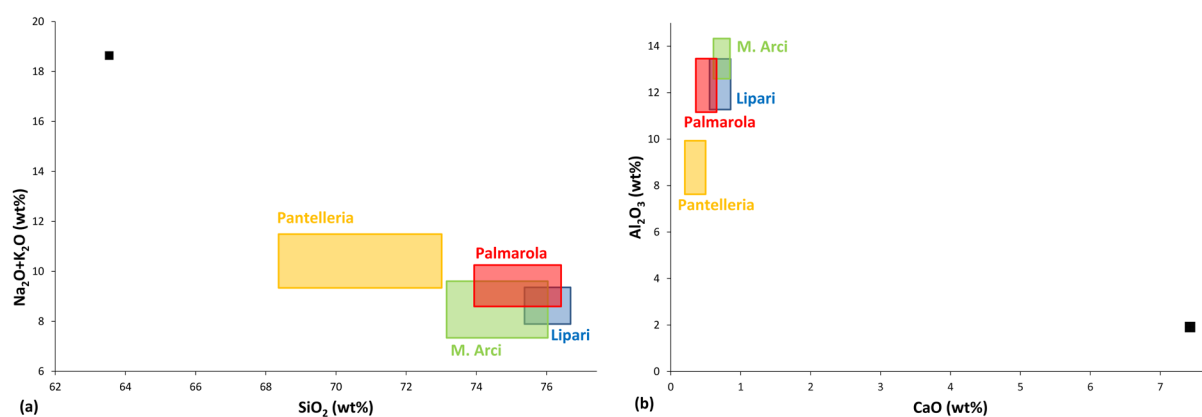 20
18
16
14
12
10
8
6
Na₂O+K₂O (wt%)
Pantelleria
Palmarola
M. Arci
Lipari
62 64 66 68 70 72 74 76
(a) SiO₂ (wt%)
14
12
10
8
6
4
2
0
Al₂O₃ (wt%)
M. Arci
Lipari
Palmarola
Pantelleria
0 1 2 3 4 5 6 7
(b) CaO (wt%)